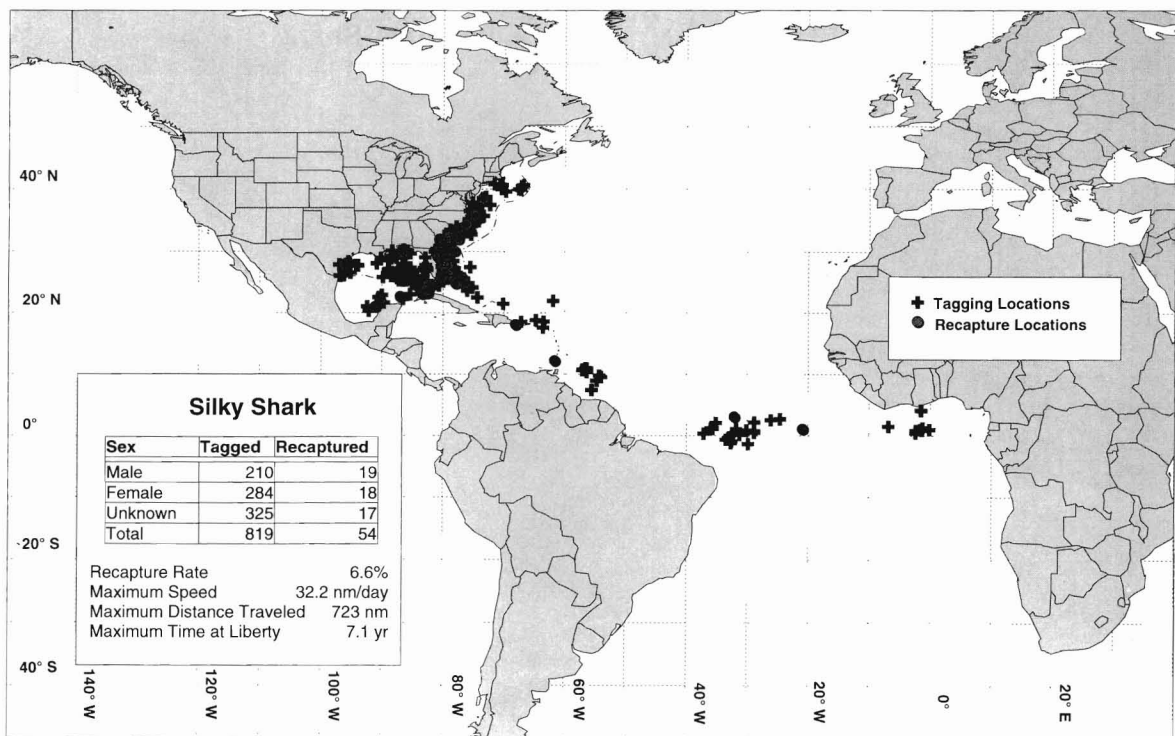 40° N
20° N
0°
20° S
40° S
Tagging Locations
Recapture Locations
Silky Shark
Sex Tagged Recaptured
Male 210 19
Female 284 18
Unknown 325 17
Total 819 54
Recapture Rate 6.6%
Maximum Speed 32.2 nm/day
Maximum Distance Traveled 723 nm
Maximum Time at Liberty 7.1 yr
140° W
120° W
100° W
80° W
60° W
40° W
20° W
0°
20° E